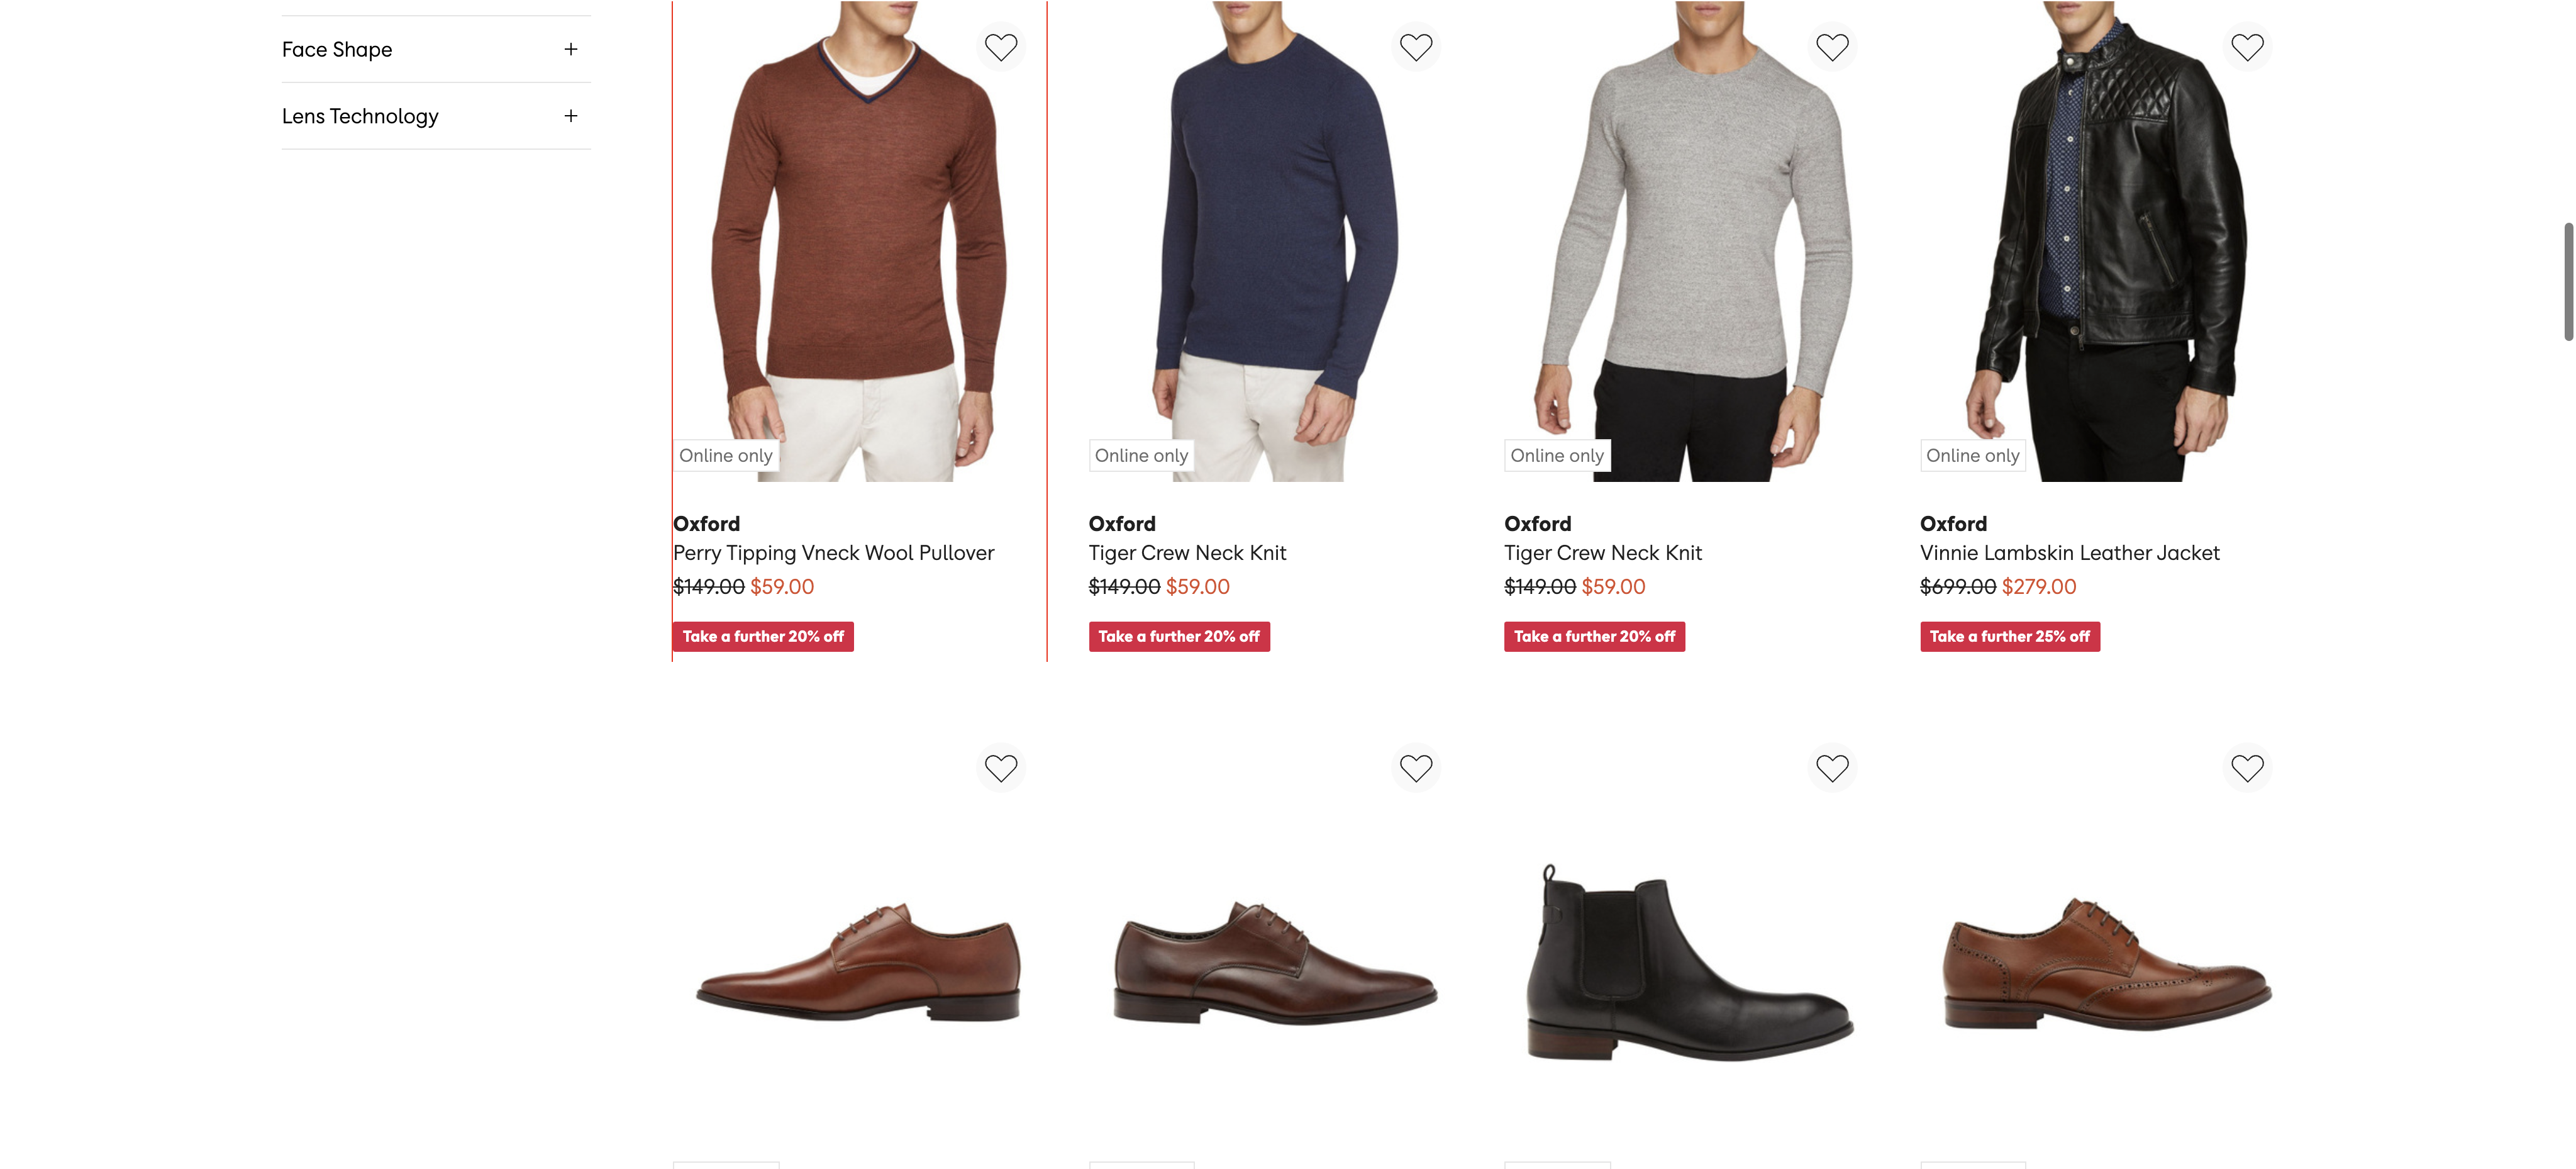 Face Shape
Lens Technology
Online only
Online only
Online only
Online only
Oxford
Perry Tipping Vneck Wool Pullover
$149.00 $59.00
Take a further 20% off
Oxford
Tiger Crew Neck Knit
$149.00 $59.00
Take a further 20% off
Oxford
Tiger Crew Neck Knit
$149.00 $59.00
Take a further 20% off
Oxford
Vinnie Lambskin Leather Jacket
$699.00 $279.00
Take a further 25% off